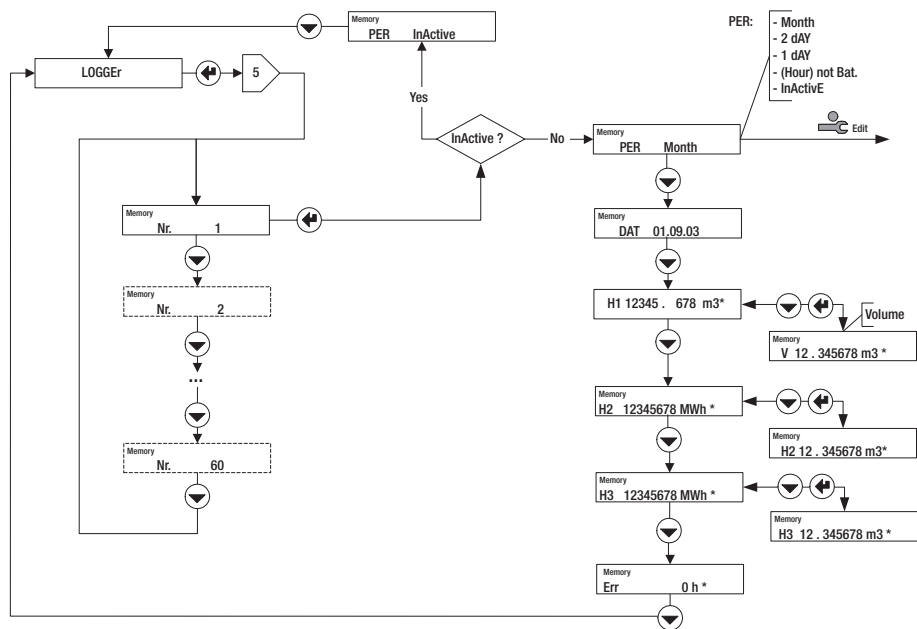 Memory
PER InActive
LOGGEr
5
Yes
InActive ?
No
PER:
- Month
- 2 dAY
- 1 dAY
- (Hour) not Bat.
- InActivE
Edit
Memory
PER Month
Memory
Nr. 1
Memory
DAT 01.09.03
Memory
Nr. 2
H1 12345 . 678 m3*
Volume
Memory
V 12 . 345678 m3 *
...
Memory
H2 12345678 MWh *
Memory
H2 12 . 345678 m3*
Memory
Nr. 60
Memory
H3 12345678 MWh *
Memory
H3 12 . 345678 m3 *
Memory
Err 0 h *